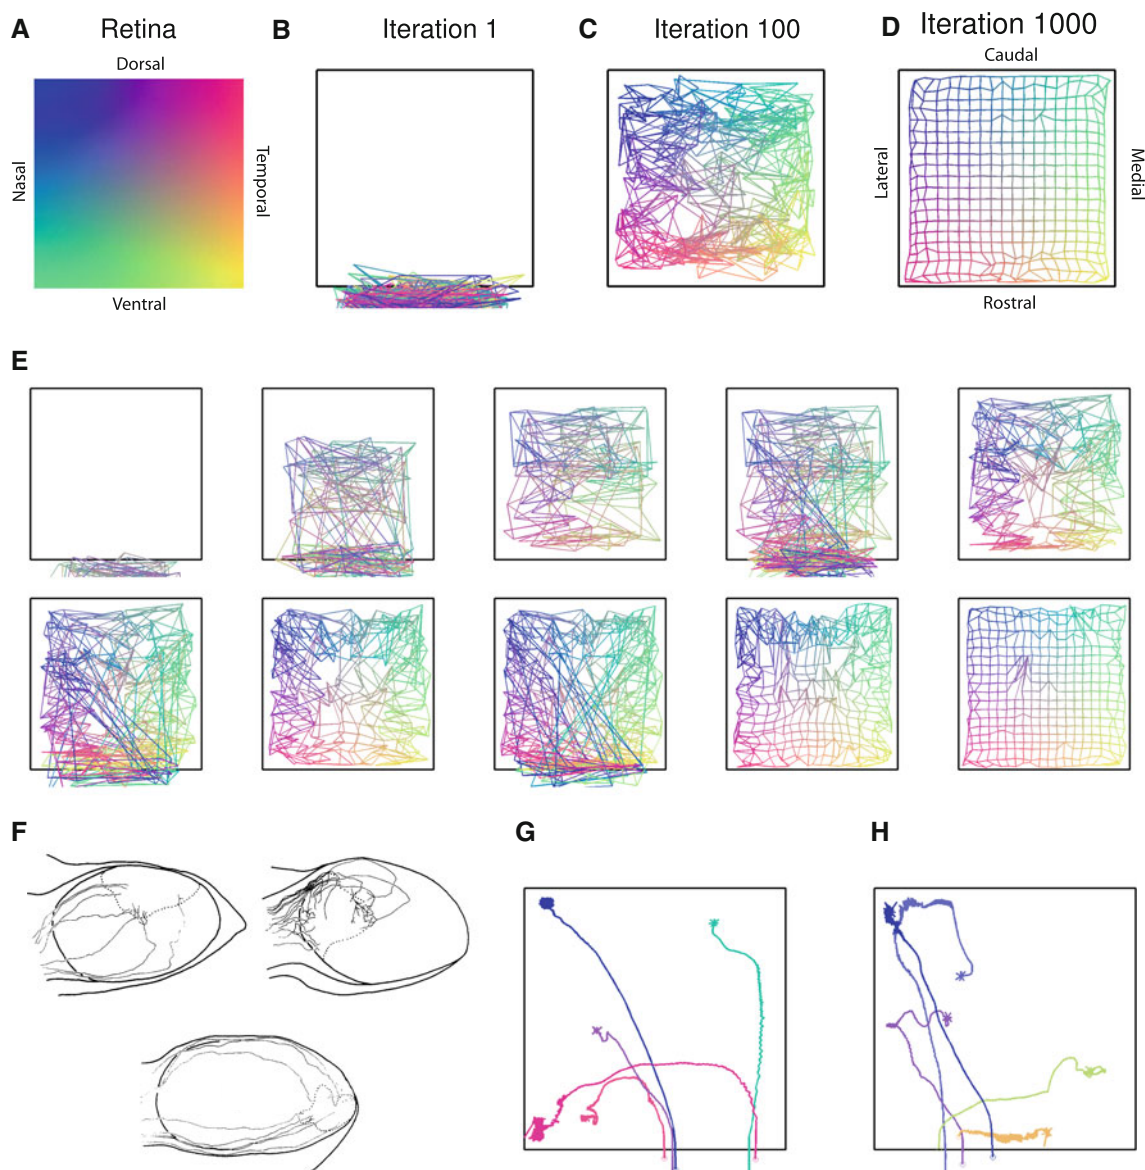 A Retina
B Iteration 1
C Iteration 100
D Iteration 1000
Dorsal
Nasal
Temporal
Ventral
Caudal
Lateral
Medial
Rostral
E
F
G
H